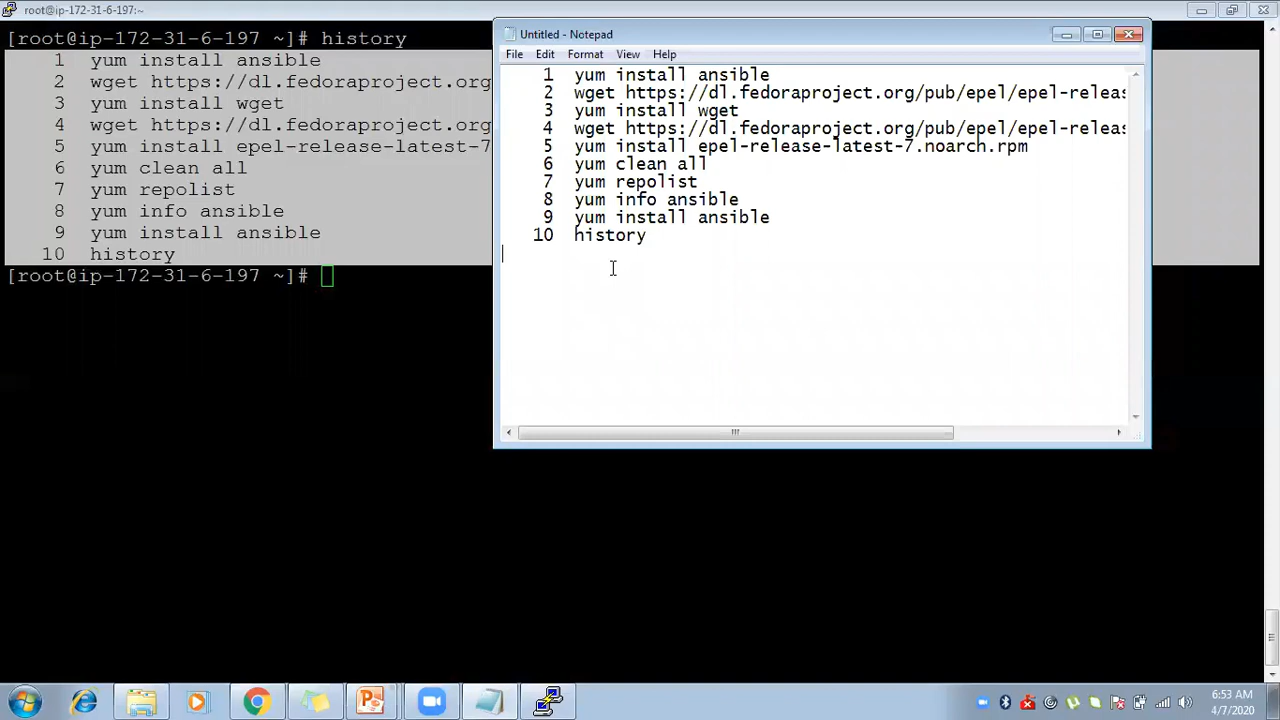 root@ip-172-31-6-197:~
[root@ip-172-31-6-197 ~]# history
1 yum install ansible
2 wget https://dl.fedoraproject.org
3 yum install wget
4 wget https://dl.fedoraproject.org
5 yum install epel-release-latest-7
6 yum clean all
7 yum repolist
8 yum info ansible
9 yum install ansible
10 history
[root@ip-172-31-6-197 ~]#
Untitled - Notepad
File Edit Format View Help
1 yum install ansible
2 wget https://dl.fedoraproject.org/pub/epel/epel-releas
3 yum install wget
4 wget https://dl.fedoraproject.org/pub/epel/epel-releas
5 yum install epel-release-latest-7.noarch.rpm
6 yum clean all
7 yum repolist
8 yum info ansible
9 yum install ansible
10 history
6:53 AM
4/7/2020